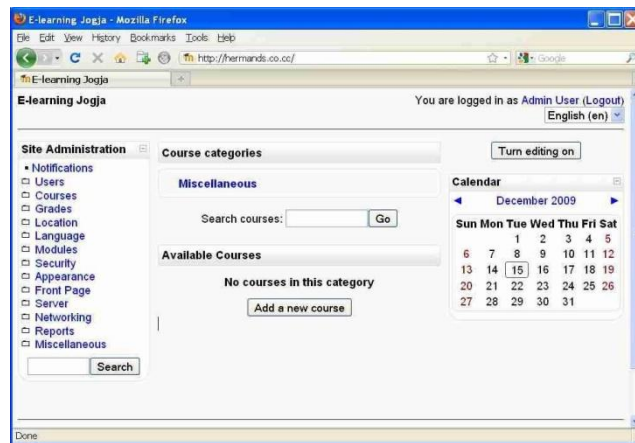 E-learning Jogja - Mozilla Firefox
File Edit View History Bookmarks Tools Help
http://hermands.co.cc/
Google
E-learning Jogja
E-learning Jogja
You are logged in as Admin User (Logout)
English (en)
Site Administration
Notifications
Users
Courses
Grades
Location
Language
Modules
Security
Appearance
Front Page
Server
Networking
Reports
Miscellaneous
Search
Course categories
Miscellaneous
Search courses:
Go
Available Courses
No courses in this category
Add a new course
Turn editing on
Calendar
December 2009
Sun Mon Tue Wed Thu Fri Sat
1 2 3 4 5
6 7 8 9 10 11 12
13 14 15 16 17 18 19
20 21 22 23 24 25 26
27 28 29 30 31
Done